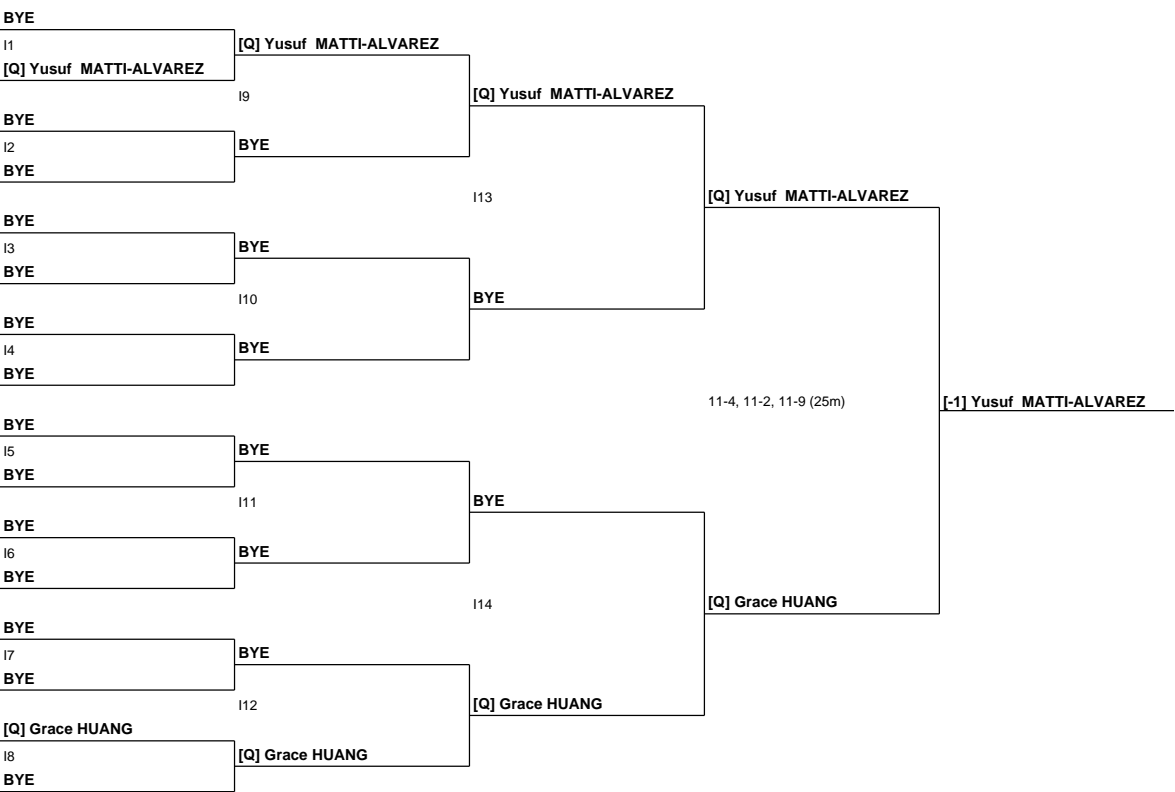 BYE
I1
[Q] Yusuf MATTI-ALVAREZ
BYE
I2
BYE
BYE
I3
BYE
BYE
I4
BYE
BYE
I5
BYE
BYE
I6
BYE
BYE
I7
BYE
[Q] Grace HUANG
I8
BYE
[Q] Yusuf MATTI-ALVAREZ
I9
BYE
BYE
I10
BYE
BYE
I11
BYE
BYE
I12
[Q] Grace HUANG
[Q] Yusuf MATTI-ALVAREZ
I13
BYE
BYE
I14
[Q] Grace HUANG
[Q] Yusuf MATTI-ALVAREZ
11-4, 11-2, 11-9 (25m)
[Q] Grace HUANG
[-1] Yusuf MATTI-ALVAREZ